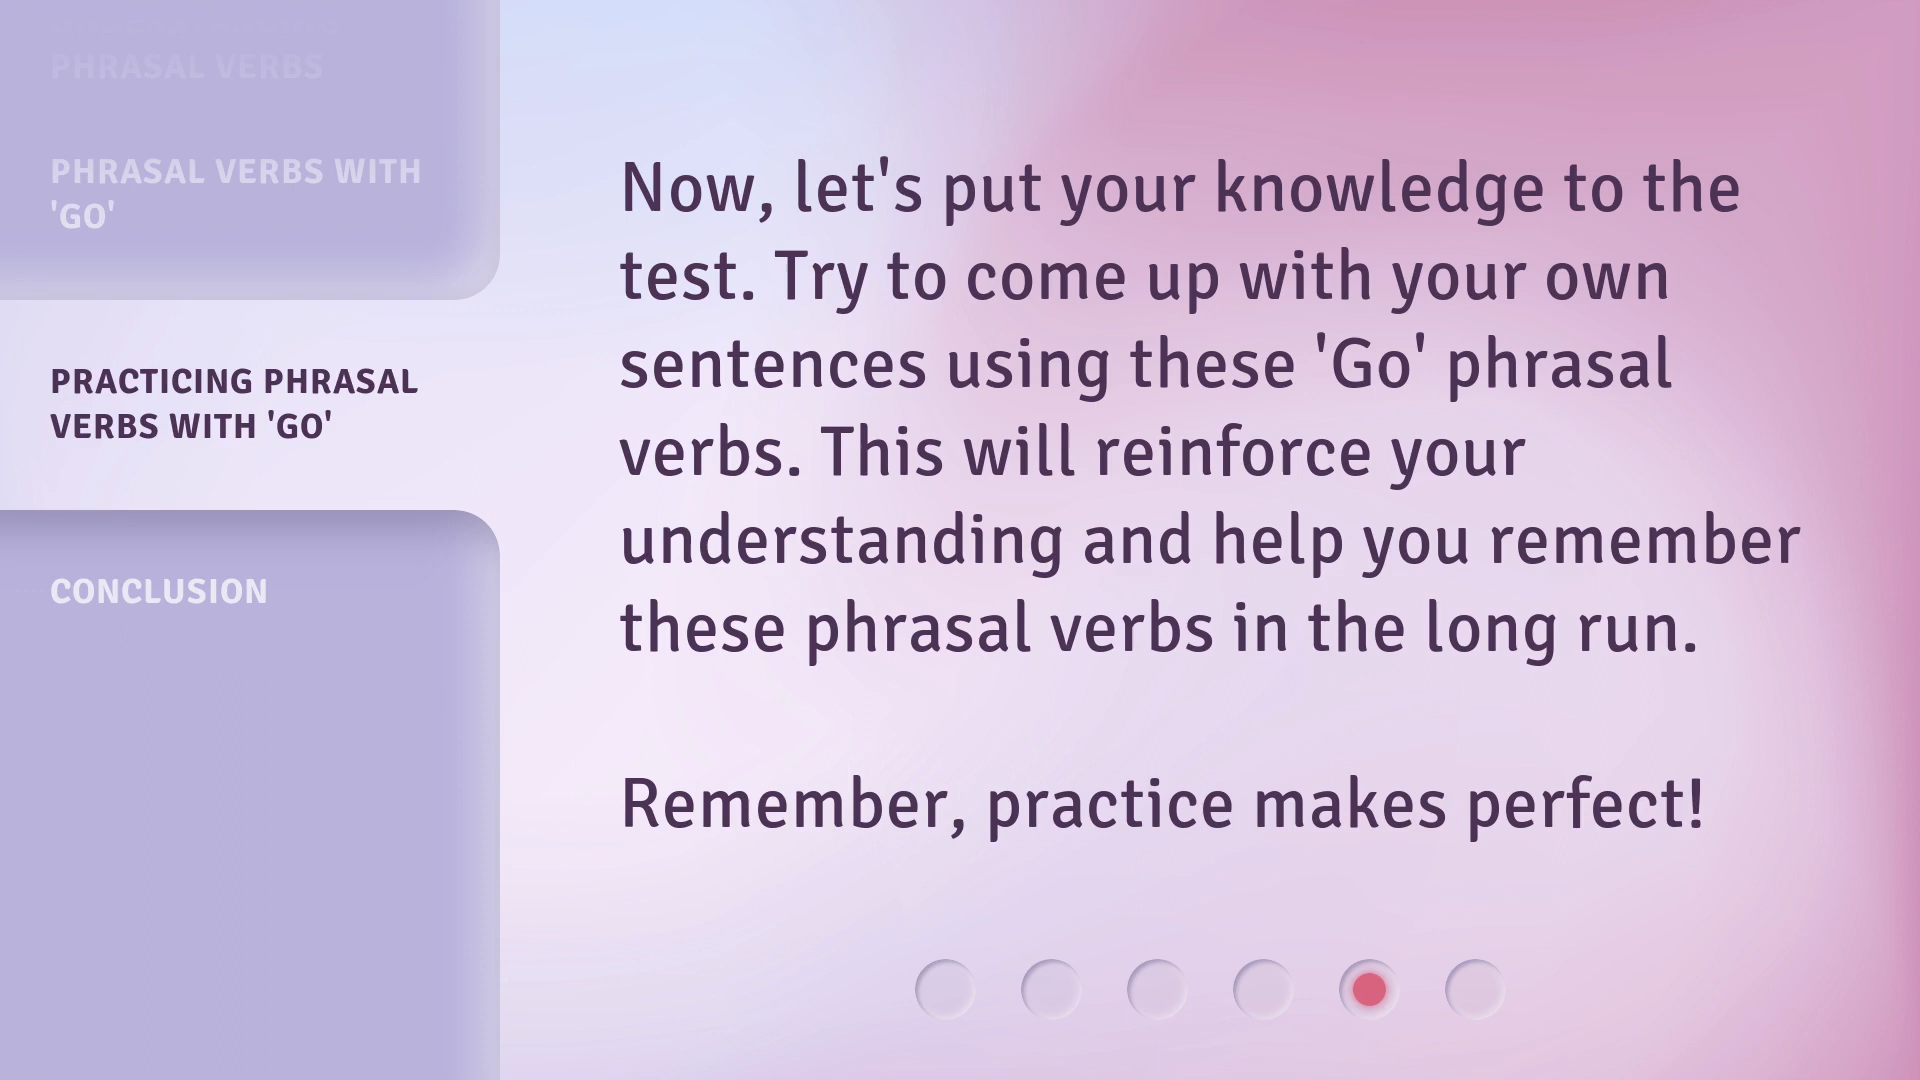 PHRASAL VERBS
PHRASAL VERBS WITH
'GO'
PRACTICING PHRASAL
VERBS WITH 'GO'
CONCLUSION
Now, let's put your knowledge to the
test. Try to come up with your own
sentences using these 'Go' phrasal
verbs. This will reinforce your
understanding and help you remember
these phrasal verbs in the long run.
Remember, practice makes perfect!